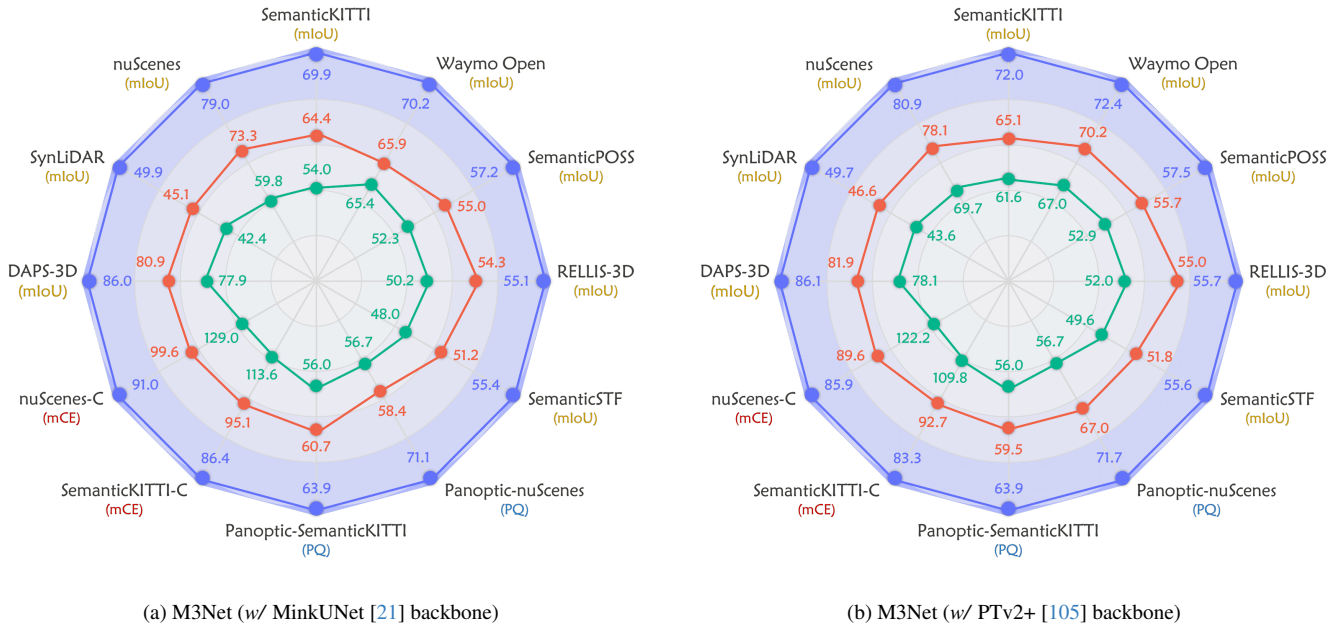 SemanticKITTI
(mIoU)
69.9
64.4
54.0
Waymo Open
(mIoU)
70.2
65.9
65.4
SemanticPOSS
(mIoU)
57.2
55.0
52.3
RELLIS-3D
(mIoU)
55.1
54.3
50.2
SemanticSTF
(mIoU)
55.4
51.2
48.0
Panoptic-nuScenes
(PQ)
71.1
58.4
56.7
Panoptic-SemanticKITTI
(PQ)
63.9
60.7
56.0
SemanticKITTI-C
(mCE)
86.4
95.1
113.6
nuScenes-C
(mCE)
91.0
99.6
129.0
DAPS-3D
(mIoU)
86.0
80.9
77.9
SynLiDAR
(mIoU)
49.9
45.1
42.4
nuScenes
(mIoU)
79.0
73.3
59.8
(a) M3Net (w/ MinkUNet [21] backbone)
SemanticKITTI
(mIoU)
72.0
65.1
61.6
Waymo Open
(mIoU)
72.4
70.2
67.0
SemanticPOSS
(mIoU)
57.5
55.7
52.9
RELLIS-3D
(mIoU)
55.7
55.0
52.0
SemanticSTF
(mIoU)
55.6
51.8
49.6
Panoptic-nuScenes
(PQ)
71.7
67.0
56.7
Panoptic-SemanticKITTI
(PQ)
63.9
59.5
56.0
SemanticKITTI-C
(mCE)
83.3
92.7
109.8
nuScenes-C
(mCE)
85.9
89.6
122.2
DAPS-3D
(mIoU)
86.1
81.9
78.1
SynLiDAR
(mIoU)
49.7
46.6
43.6
nuScenes
(mIoU)
80.9
78.1
69.7
(b) M3Net (w/ PTv2+ [105] backbone)